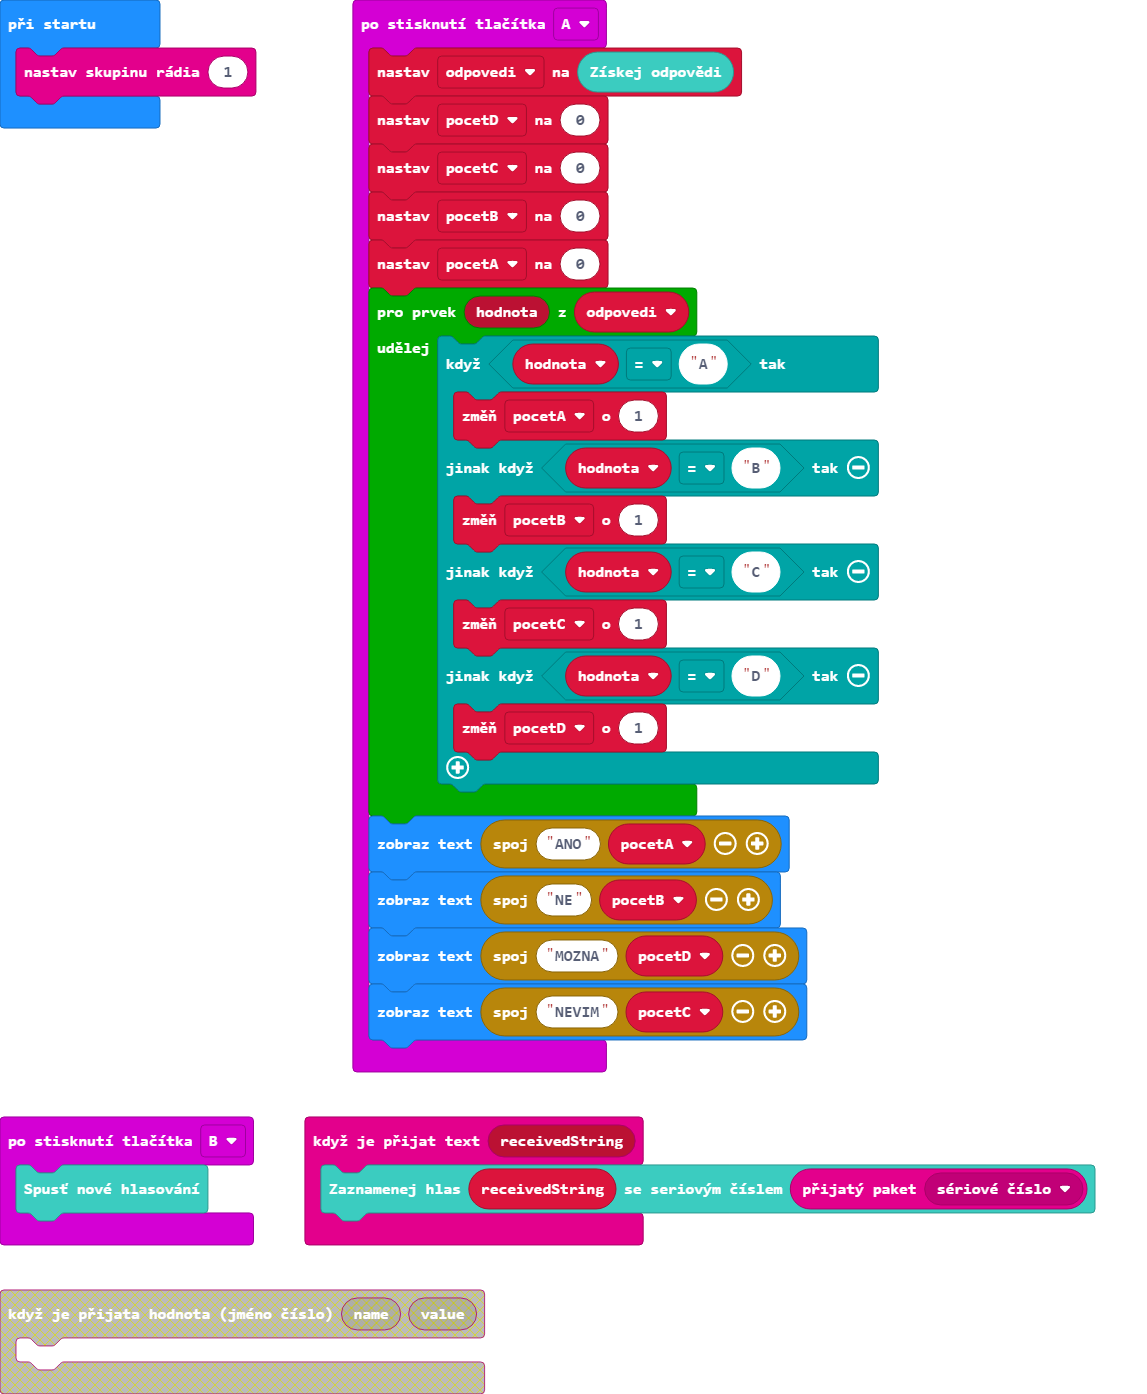 při startu
nastav skupinu rádia 1
po stisknutí tlačítka A
nastav odpovedi na Získej odpovědi
nastav pocetD na 0
nastav pocetC na 0
nastav pocetB na 0
nastav pocetA na 0
pro prvek hodnota z odpovedi
udělej
když hodnota = "A" tak
změň pocetA o 1
jinak když hodnota = "B" tak
změň pocetB o 1
jinak když hodnota = "C" tak
změň pocetC o 1
jinak když hodnota = "D" tak
změň pocetD o 1
zobraz text spoj "ANO" pocetA
zobraz text spoj "NE" pocetB
zobraz text spoj "MOZNA" pocetD
zobraz text spoj "NEVIM" pocetC
po stisknutí tlačítka B
Spusť nové hlasování
když je přijat text receivedString
Zaznamenej hlas receivedString se seriovým číslem přijatý paket sériové číslo
když je přijata hodnota (jméno číslo) name value